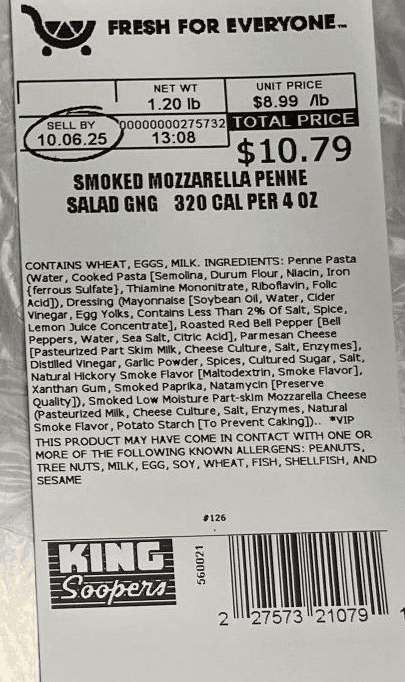 FRESH FOR EVERYONE™
NET WT
1.20 lb
UNIT PRICE
$8.99 /lb
SELL BY
10.06.25
00000000275732
13:08
TOTAL PRICE
$10.79
SMOKED MOZZARELLA PENNE
SALAD GNG 320 CAL PER 4 OZ
CONTAINS WHEAT, EGGS, MILK. INGREDIENTS: Penne Pasta
(Water, Cooked Pasta [Semolina, Durum Flour, Niacin, Iron
{ferrous Sulfate}, Thiamine Mononitrate, Riboflavin, Folic
Acid]), Dressing (Mayonnaise [Soybean Oil, Water, Cider
Vinegar, Egg Yolks, Contains Less Than 2% Of Salt, Spice,
Lemon Juice Concentrate], Roasted Red Bell Pepper [Bell
Peppers, Water, Sea Salt, Citric Acid], Parmesan Cheese
[Pasteurized Part Skim Milk, Cheese Culture, Salt, Enzymes],
Distilled Vinegar, Garlic Powder, Spices, Cultured Sugar, Salt,
Natural Hickory Smoke Flavor [Maltodextrin, Smoke Flavor],
Xanthan Gum, Smoked Paprika, Natamycin [Preserve
Quality]), Smoked Low Moisture Part-skim Mozzarella Cheese
(Pasteurized Milk, Cheese Culture, Salt, Enzymes, Natural
Smoke Flavor, Potato Starch [To Prevent Caking]).. *VIP
THIS PRODUCT MAY HAVE COME IN CONTACT WITH ONE OR
MORE OF THE FOLLOWING KNOWN ALLERGENS: PEANUTS,
TREE NUTS, MILK, EGG, SOY, WHEAT, FISH, SHELLFISH, AND
SESAME
#126
KING
Soopers
560021
2 27573 21079 1